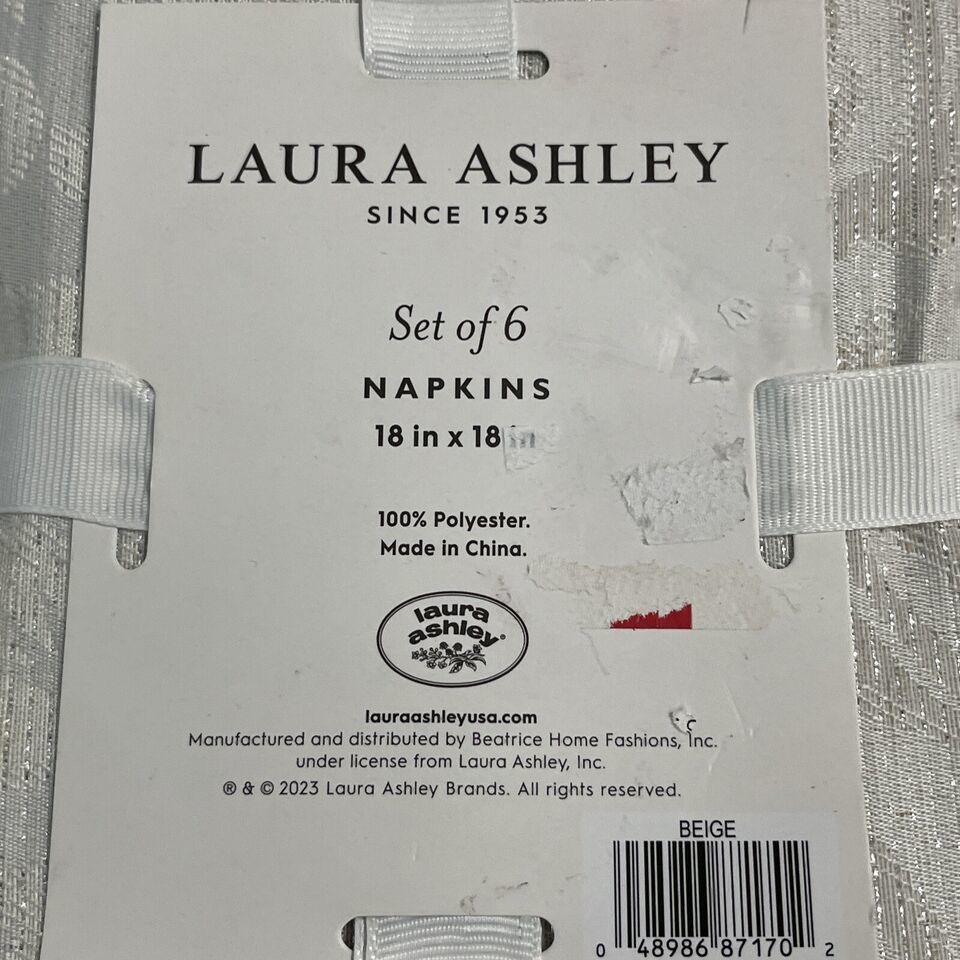 LAURA ASHLEY
SINCE 1953
Set of 6
NAPKINS
18 in x 18 in
100% Polyester.
Made in China.
laura
ashley®
lauraashleyusa.com
Manufactured and distributed by Beatrice Home Fashions, Inc.
under license from Laura Ashley, Inc.
® & © 2023 Laura Ashley Brands. All rights reserved.
BEIGE
0 48986 87170 2